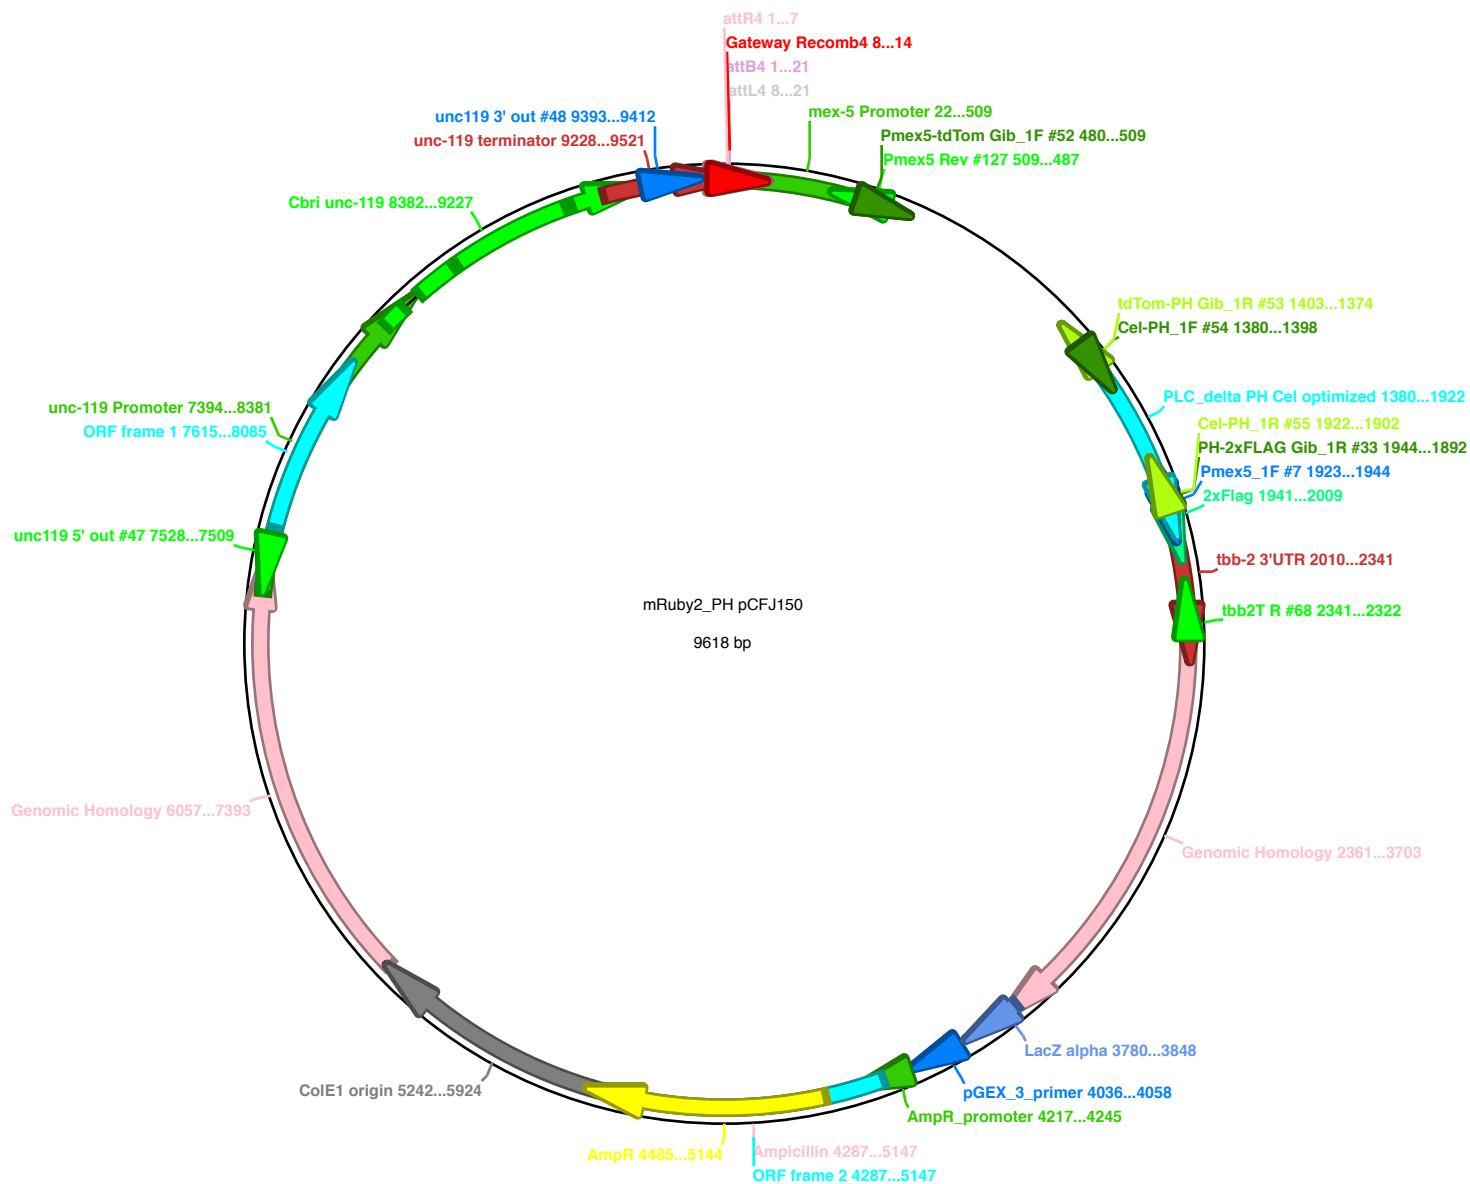 attR4 1...7
Gateway Recomb4 8...14
attB4 1...21
attL4 8...21
unc119 3' out #48 9393...9412
mex-5 Promoter 22...509
unc-119 terminator 9228...9521
Pmex5-tdTom Gib_1F #52 480...509
Pmex5 Rev #127 509...487
Cbri unc-119 8382...9227
tdTom-PH Gib_1R #53 1403...1374
Cel-PH_1F #54 1380...1398
PLC_delta PH Cel optimized 1380...1922
unc-119 Promoter 7394...8381
Cel-PH_1R #55 1922...1902
ORF frame 1 7615...8085
PH-2xFLAG Gib_1R #33 1944...1892
Pmex5_1F #7 1923...1944
2xFlag 1941...2009
unc119 5' out #47 7528...7509
tbb-2 3'UTR 2010...2341
mRuby2_PH pCFJ150
tbb2T R #68 2341...2322
9618 bp
Genomic Homology 6057...7393
Genomic Homology 2361...3703
LacZ alpha 3780...3848
ColE1 origin 5242...5924
pGEX_3_primer 4036...4058
AmpR_promoter 4217...4245
AmpR 4485...5144
Ampicillin 4287...5147
ORF frame 2 4287...5147